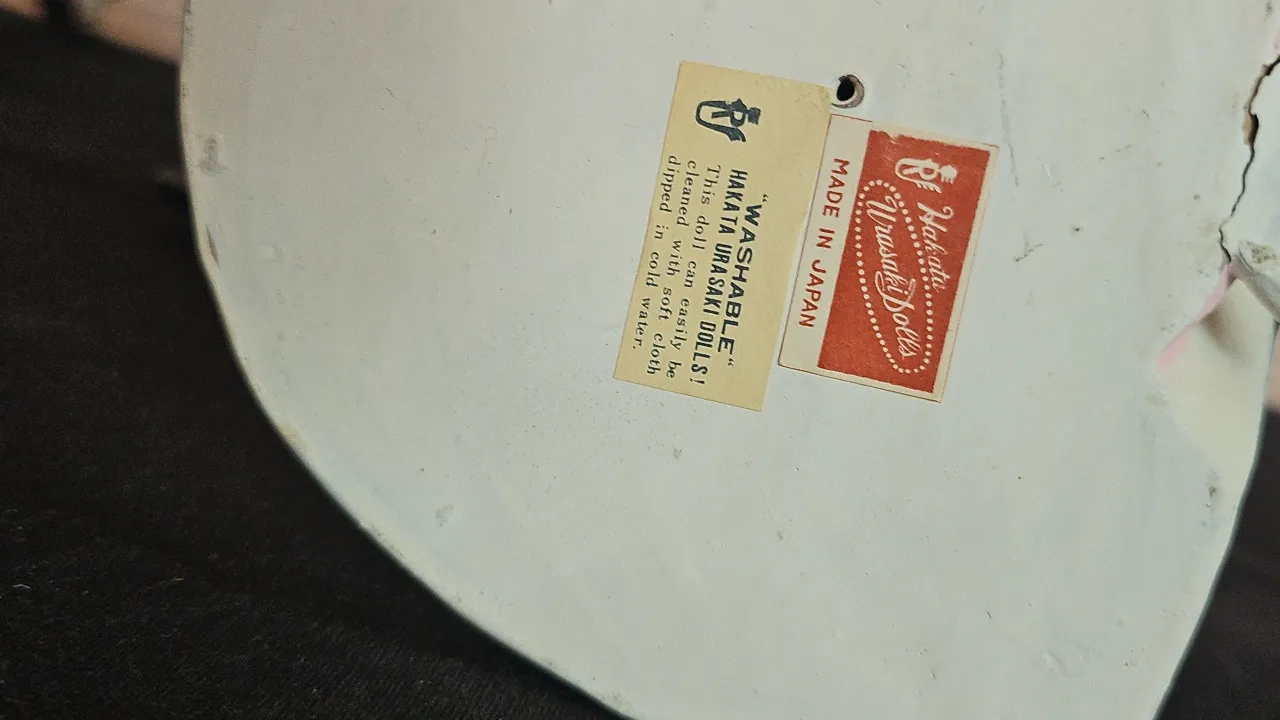 "WASHABLE"
HAKATA URASAKI DOLLS!
This doll can easily be
cleaned with soft cloth
dipped in cold water.
Hakata
Urasaki Dolls
MADE IN JAPAN